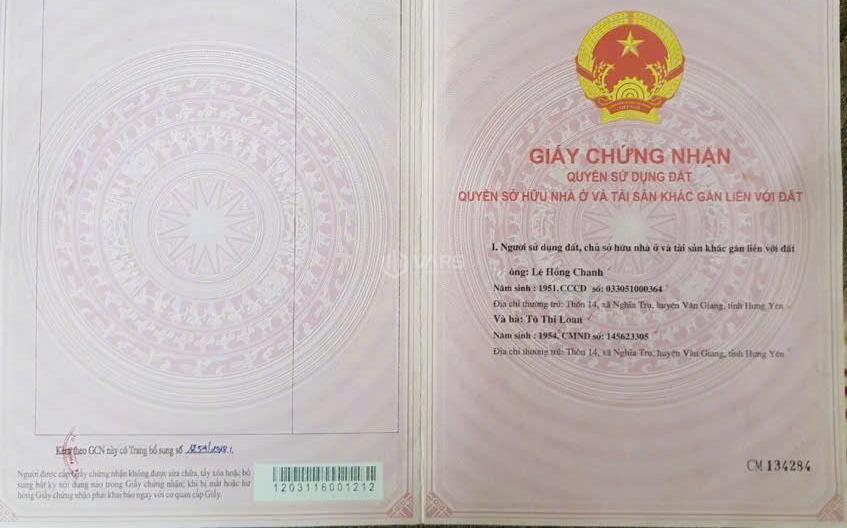 Kèm theo GCN này có Trang bổ sung số
Người được cấp Giấy chứng nhận không được sửa chữa, tẩy xóa hoặc bổ
sung bất kỳ nội dung nào trong Giấy chứng nhận; khi bị mất hoặc hư
hỏng Giấy chứng nhận phải khai báo ngay với cơ quan cấp Giấy.
1203118001212
GIẤY CHỨNG NHẬN
QUYỀN SỬ DỤNG ĐẤT
QUYỀN SỞ HỮU NHÀ Ở VÀ TÀI SẢN KHÁC GẮN LIỀN VỚI ĐẤT
I. Người sử dụng đất, chủ sở hữu nhà ở và tài sản khác gắn liền với đất
ông: Lê Hồng Chanh
Năm sinh : 1951, CCCD số: 033051000364
Địa chỉ thường trú: Thôn 14, xã Nghĩa Trụ, huyện Văn Giang, tỉnh Hưng Yên
Và bà: Tô Thị Loan
Năm sinh : 1954, CMND số: 145623305
Địa chỉ thường trú: Thôn 14, xã Nghĩa Trụ, huyện Văn Giang, tỉnh Hưng Yên
VARS
CM 134284